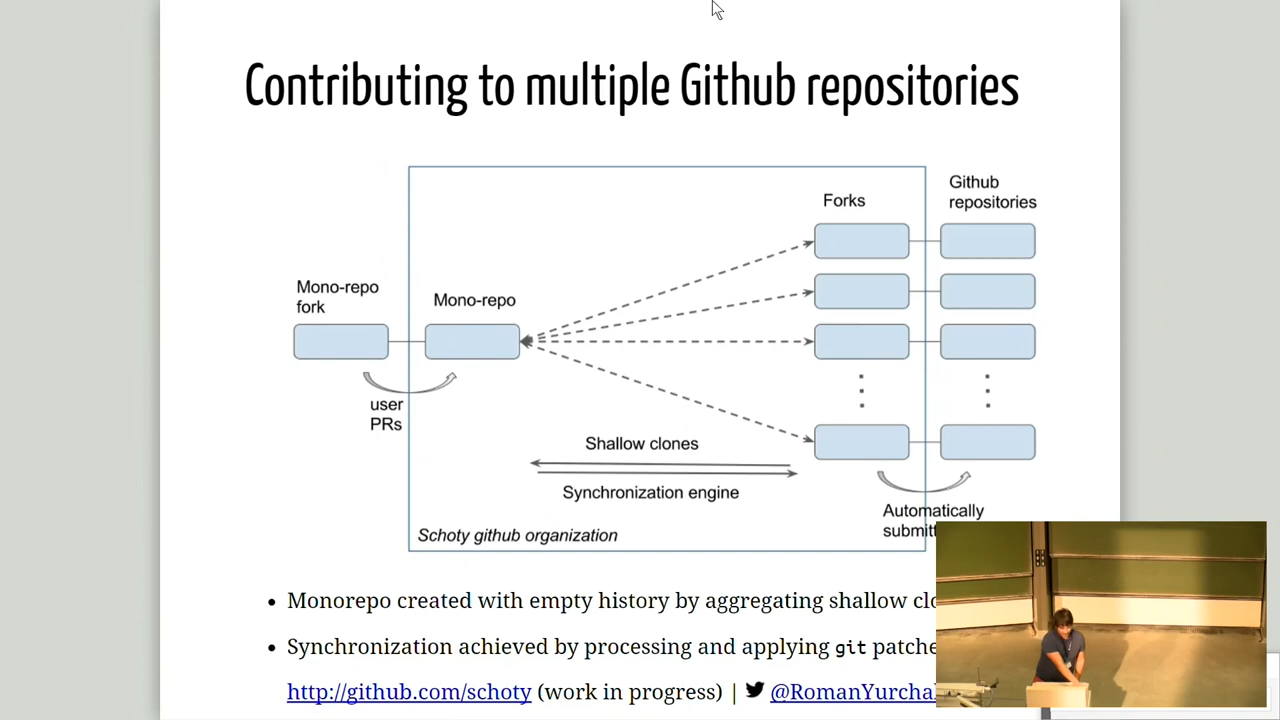 Contributing to multiple Github repositories
Github
repositories
Forks
Mono-repo
fork
Mono-repo
user
PRs
Shallow clones
Synchronization engine
Automatically
Schoty github organization
Monorepo created with empty history by aggregating shallow
Synchronization achieved by processing and applying git
http://github.com/schoty (work in progress) |